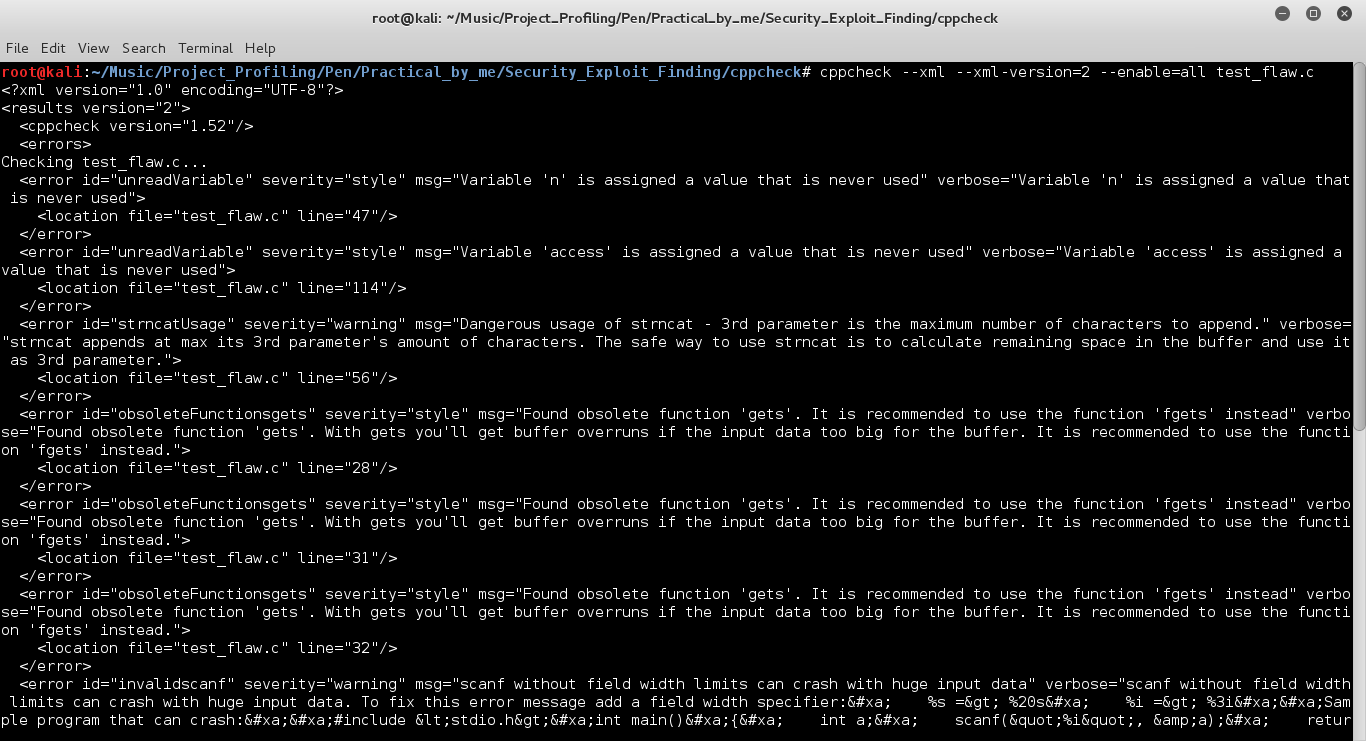 root@kali: ~/Music/Project_Profiling/Pen/Practical_by_me/Security_Exploit_Finding/cppcheck
File Edit View Search Terminal Help
root@kali:~/Music/Project_Profiling/Pen/Practical_by_me/Security_Exploit_Finding/cppcheck# cppcheck --xml --xml-version=2 --enable=all test_flaw.c
<?xml version="1.0" encoding="UTF-8"?>
<results version="2">
  <cppcheck version="1.52"/>
  <errors>
Checking test_flaw.c...
  <error id="unreadVariable" severity="style" msg="Variable 'n' is assigned a value that is never used" verbose="Variable 'n' is assigned a value that
 is never used">
    <location file="test_flaw.c" line="47"/>
  </error>
  <error id="unreadVariable" severity="style" msg="Variable 'access' is assigned a value that is never used" verbose="Variable 'access' is assigned a
value that is never used">
    <location file="test_flaw.c" line="114"/>
  </error>
  <error id="strncatUsage" severity="warning" msg="Dangerous usage of strncat - 3rd parameter is the maximum number of characters to append." verbose=
"strncat appends at max its 3rd parameter's amount of characters. The safe way to use strncat is to calculate remaining space in the buffer and use it
 as 3rd parameter.">
    <location file="test_flaw.c" line="56"/>
  </error>
  <error id="obsoleteFunctionsgets" severity="style" msg="Found obsolete function 'gets'. It is recommended to use the function 'fgets' instead" verbo
se="Found obsolete function 'gets'. With gets you'll get buffer overruns if the input data too big for the buffer. It is recommended to use the functi
on 'fgets' instead.">
    <location file="test_flaw.c" line="28"/>
  </error>
  <error id="obsoleteFunctionsgets" severity="style" msg="Found obsolete function 'gets'. It is recommended to use the function 'fgets' instead" verbo
se="Found obsolete function 'gets'. With gets you'll get buffer overruns if the input data too big for the buffer. It is recommended to use the functi
on 'fgets' instead.">
    <location file="test_flaw.c" line="31"/>
  </error>
  <error id="obsoleteFunctionsgets" severity="style" msg="Found obsolete function 'gets'. It is recommended to use the function 'fgets' instead" verbo
se="Found obsolete function 'gets'. With gets you'll get buffer overruns if the input data too big for the buffer. It is recommended to use the functi
on 'fgets' instead.">
    <location file="test_flaw.c" line="32"/>
  </error>
  <error id="invalidscanf" severity="warning" msg="scanf without field width limits can crash with huge input data" verbose="scanf without field width
 limits can crash with huge input data. To fix this error message add a field width specifier:&#xa;    %s =&gt; %20s&#xa;    %i =&gt; %3i&#xa;&#xa;Sam
ple program that can crash:&#xa;&#xa;#include &lt;stdio.h&gt;&#xa;int main()&#xa;{&#xa;    int a;&#xa;    scanf(&quot;%i&quot;, &amp;a);&#xa;    retur